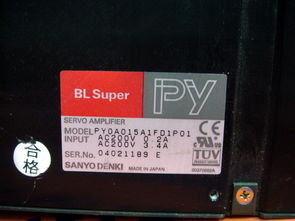 BL Super PY
SERVO AMPLIFIER
MODEL PY0A015A1FD1P01
INPUT AC200V 0.2A
AC200V 3.4A
SER.No. 04021189 E
SANYO DENKI MADE IN JAPAN
TÜV
合格